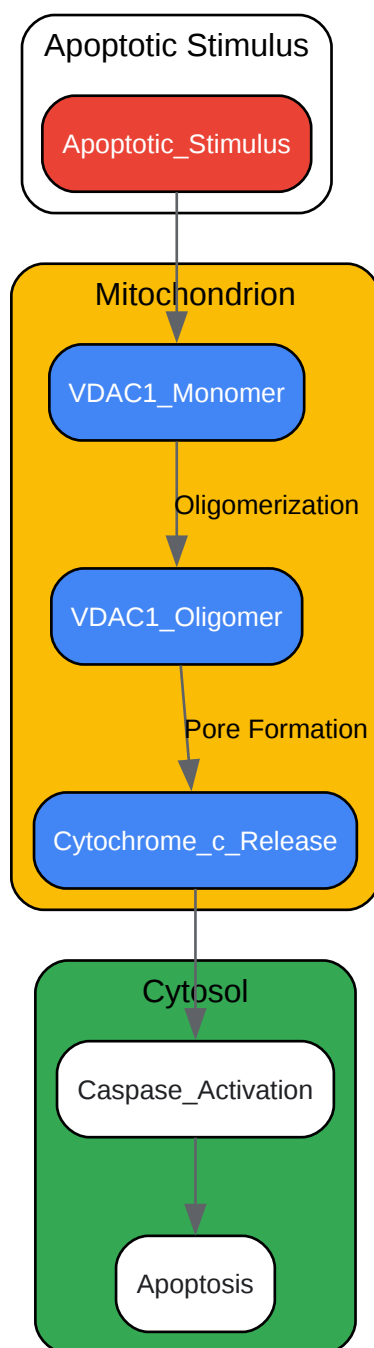 Apoptotic Stimulus
Apoptotic_Stimulus
Mitochondrion
VDAC1_Monomer
Oligomerization
VDAC1_Oligomer
Pore Formation
Cytochrome_c_Release
Cytosol
Caspase_Activation
Apoptosis